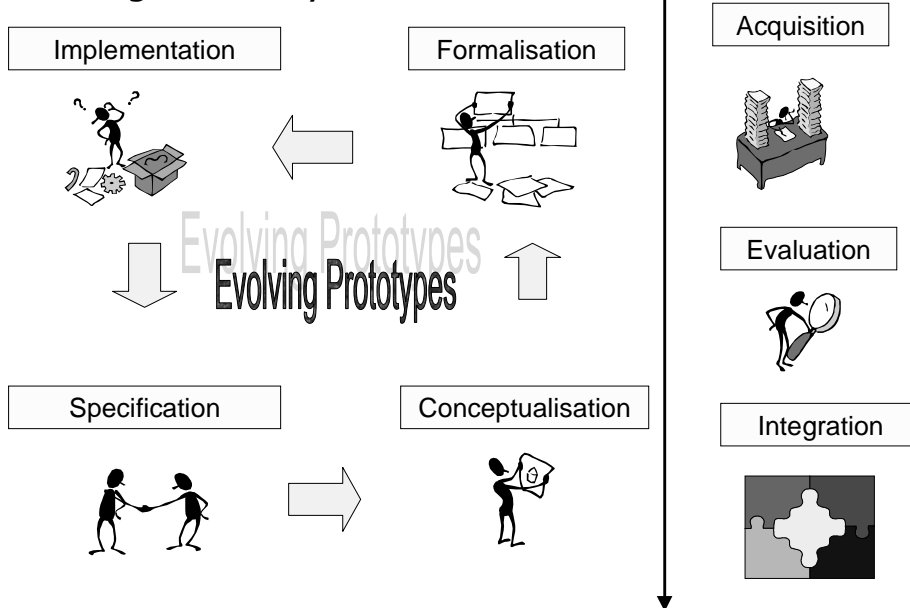 Implementation
Formalisation
Acquisition
? ?
Evolving Prototypes
Evolving Prototypes
Evaluation
Specification
Conceptualisation
Integration